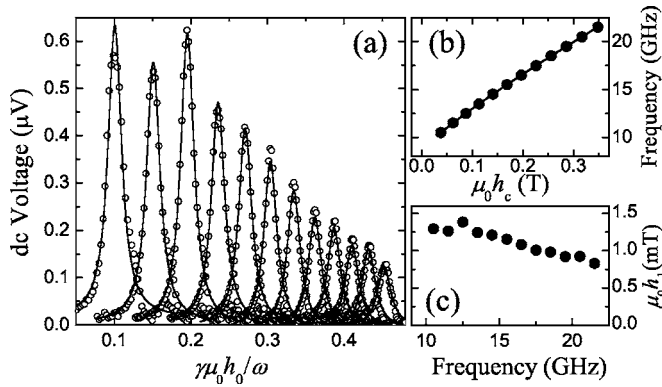 (a)
dc Voltage (μV)
0.6
0.5
0.4
0.3
0.2
0.1
0.0
0.1 0.2 0.3 0.4
γμ₀h₀/ω
(b)
20
15
10
Frequency (GHz)
0.0 0.1 0.2 0.3
μ₀h꜀ (T)
(c)
1.5
1.0
0.5
0.0
μ₀h₁(mT)
10 15 20
Frequency (GHz)